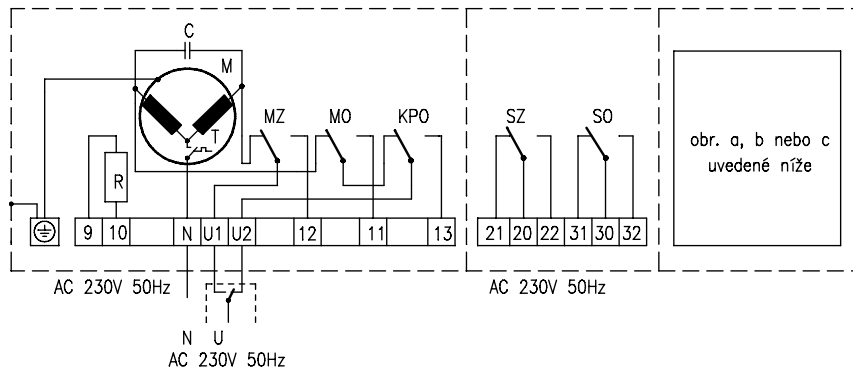 C
M
T
R
MZ
MO
KPO
SZ
SO
obr. a, b nebo c
uvedené níže
9
10
N
U1
U2
12
11
13
21
20
22
31
30
32
AC 230V 50Hz
AC 230V 50Hz
N
U
AC 230V 50Hz